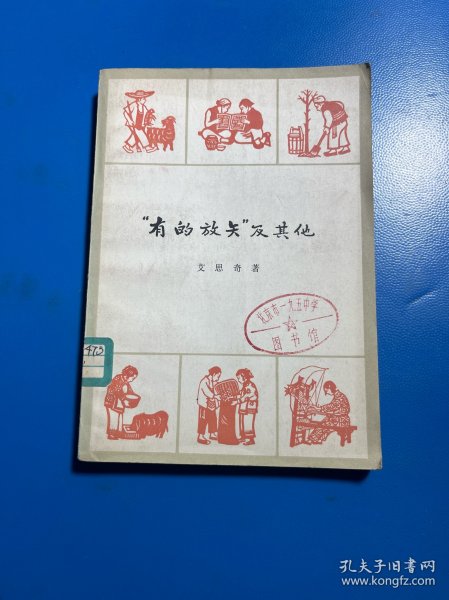 “有的放矢”及其他
艾思奇著
北京市一九五中学
图书馆
473
孔夫子旧书网
www.kongfz.com